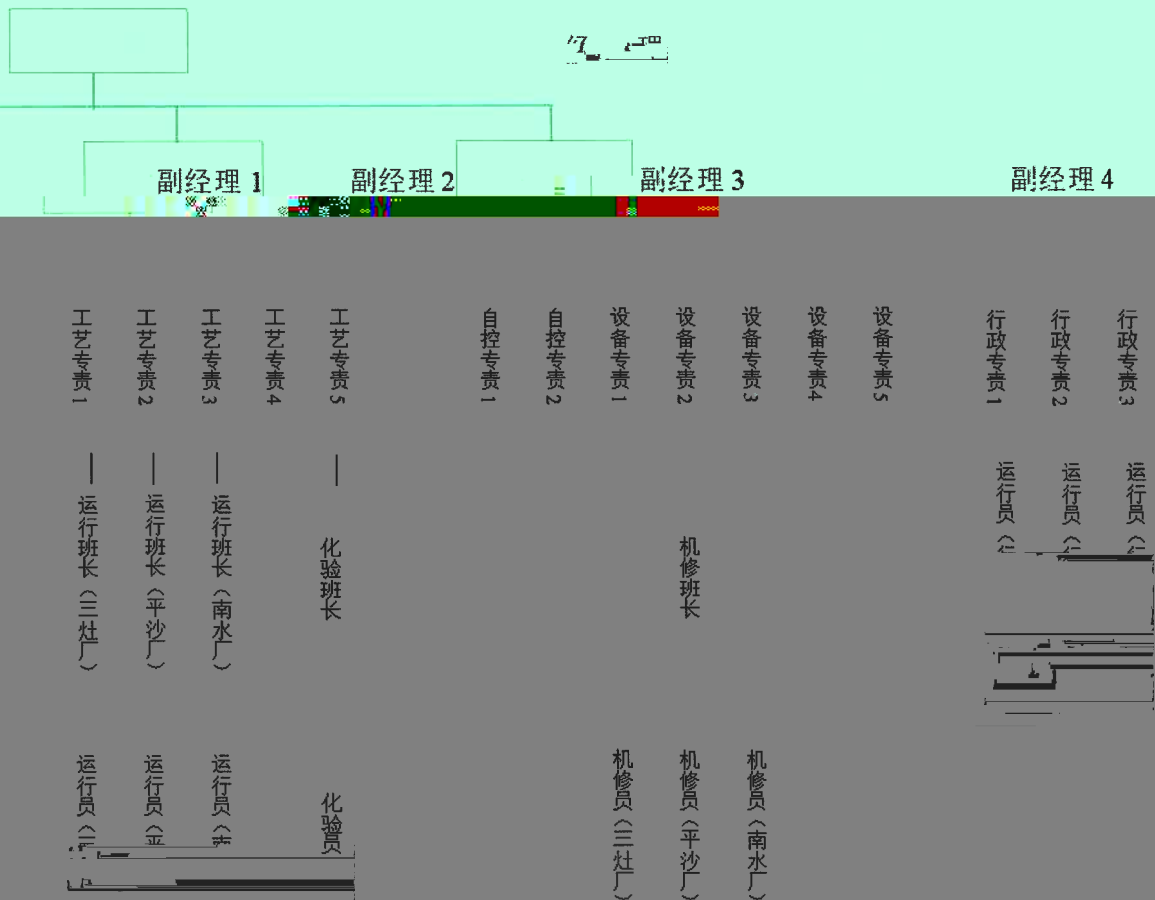 副经理 1
副经理 2
副经理 3
副经理 4
工艺专责 1
工艺专责 2
工艺专责 3
工艺专责 4
工艺专责 5
自控专责 1
自控专责 2
设备专责 1
设备专责 2
设备专责 3
设备专责 4
设备专责 5
行政专责 1
行政专责 2
行政专责 3
运行班长（三灶厂）
运行班长（平沙厂）
运行班长（南水厂）
化验班长
机修班长
运行员（
运行员（
运行员（
运行员（三
运行员（平
运行员（南
化验员
机修员（三灶厂）
机修员（平沙厂）
机修员（南水厂）